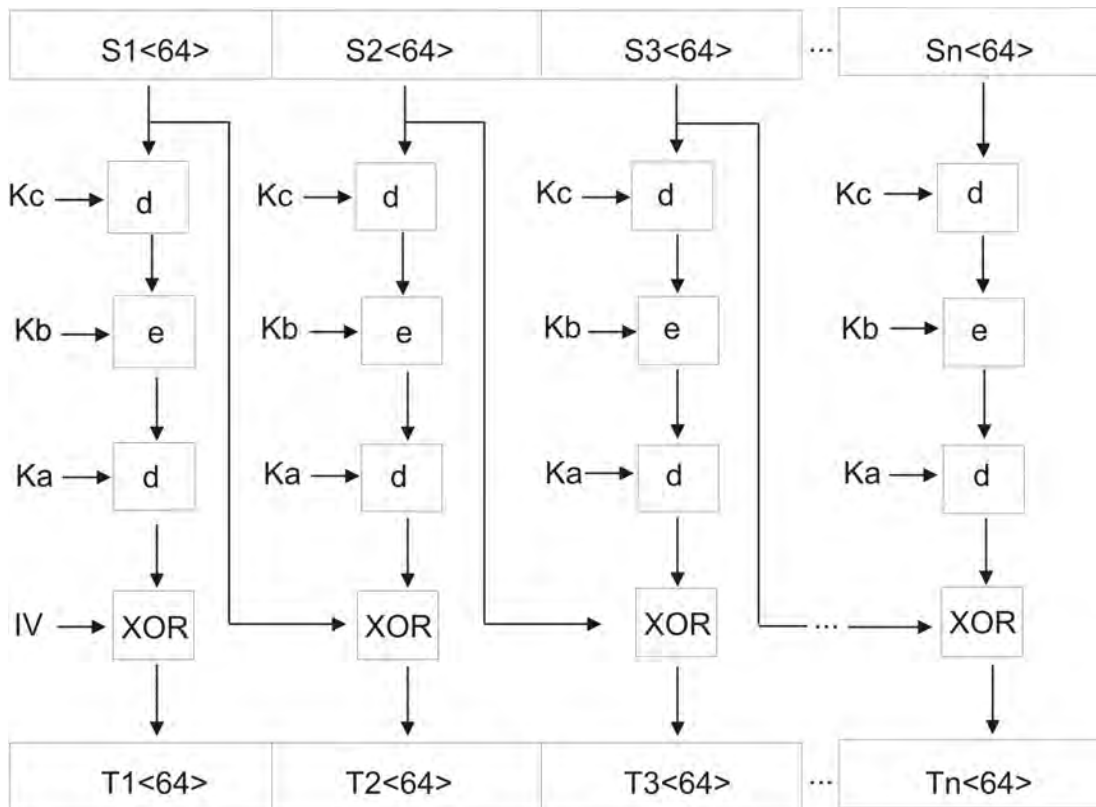 S1<64> S2<64> S3<64> ... Sn<64>
Kc d Kc d Kc d Kc d
Kb e Kb e Kb e Kb e
Ka d Ka d Ka d Ka d
IV XOR XOR XOR ... XOR
T1<64> T2<64> T3<64> ... Tn<64>